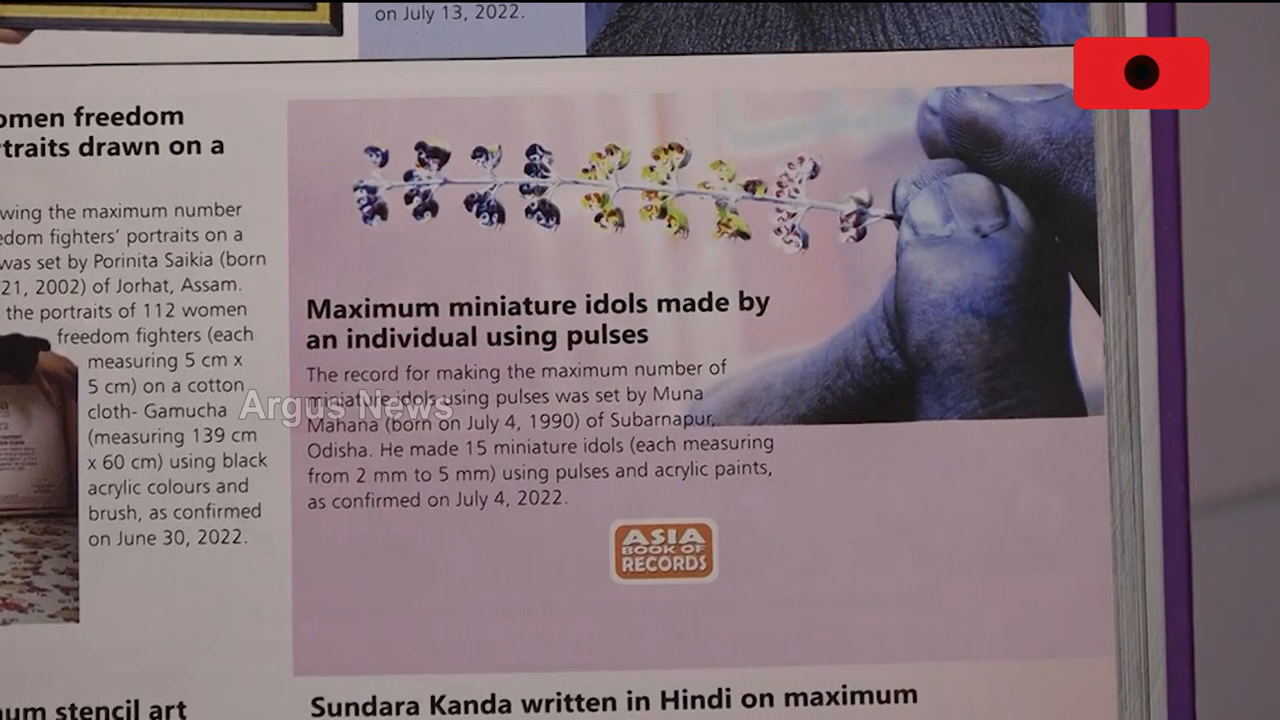 on July 13, 2022.
omen freedom
traits drawn on a
wing the maximum number
edom fighters' portraits on a
was set by Porinita Saikia (born
21, 2002) of Jorhat, Assam.
the portraits of 112 women
freedom fighters (each
measuring 5 cm x
5 cm) on a cotton
cloth- Gamucha
(measuring 139 cm
x 60 cm) using black
acrylic colours and
brush, as confirmed
on June 30, 2022.
Maximum miniature idols made by
an individual using pulses
The record for making the maximum number of
miniature idols using pulses was set by Muna
Mahana (born on July 4, 1990) of Subarnapur,
Odisha. He made 15 miniature idols (each measuring
from 2 mm to 5 mm) using pulses and acrylic paints,
as confirmed on July 4, 2022.
Argus News
ASIA
BOOK OF
RECORDS
um stencil art
Sundara Kanda written in Hindi on maximum